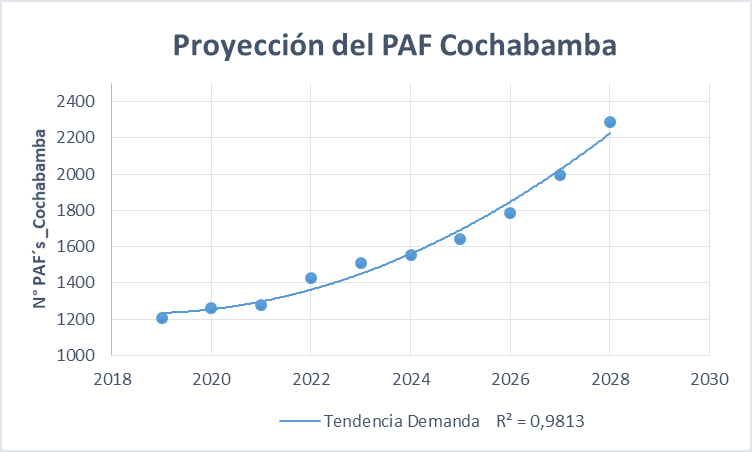 Proyección del PAF Cochabamba
N° PAF´s _Cochabamba
2400
2200
2000
1800
1600
1400
1200
1000
2018 2020 2022 2024 2026 2028 2030
Tendencia Demanda R² = 0,9813